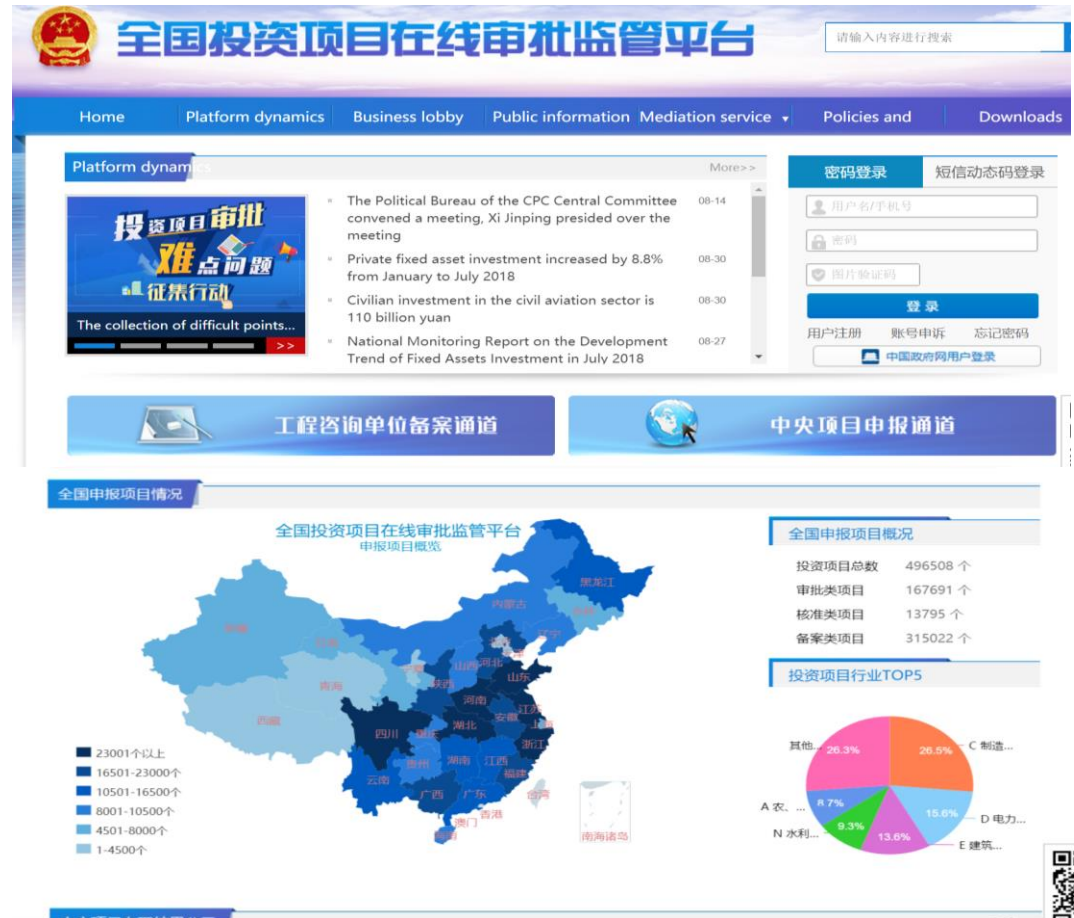 全国投资项目在线审批监管平台
请输入内容进行搜索
Home Platform dynamics Business lobby Public information Mediation service Policies and Downloads
Platform dynamics
More>>
投资项目审批
难点问题
征集行动
The collection of difficult points...
>>
The Political Bureau of the CPC Central Committee 08-14
convened a meeting, Xi Jinping presided over the
meeting
Private fixed asset investment increased by 8.8% 08-30
from January to July 2018
Civilian investment in the civil aviation sector is 08-30
110 billion yuan
National Monitoring Report on the Development 08-27
Trend of Fixed Assets Investment in July 2018
密码登录 短信动态码登录
用户名/手机号
密码
图片验证码
登录
用户注册 账号申诉 忘记密码
中国政府网用户登录
工程咨询单位备案通道
中央项目申报通道
全国申报项目情况
全国投资项目在线审批监管平台
申报项目概览
黑龙江
内蒙古
辽宁
河北
山西
山东
青海
陕西
河南
江苏
安徽
上海
西藏
四川
重庆
湖北
浙江
贵州
湖南
江西
福建
云南
广西
广东
台湾
香港
澳门
南海诸岛
23001个以上
16501-23000个
10501-16500个
8001-10500个
4501-8000个
1-4500个
全国申报项目概况
投资项目总数 496508 个
审批类项目 167691 个
核准类项目 13795 个
备案类项目 315022 个
投资项目行业TOP5
其他... 26.3%
26.5% C 制造...
A 农、... 8.7%
15.6% D 电力...
N 水利... 9.3%
13.6% E 建筑...